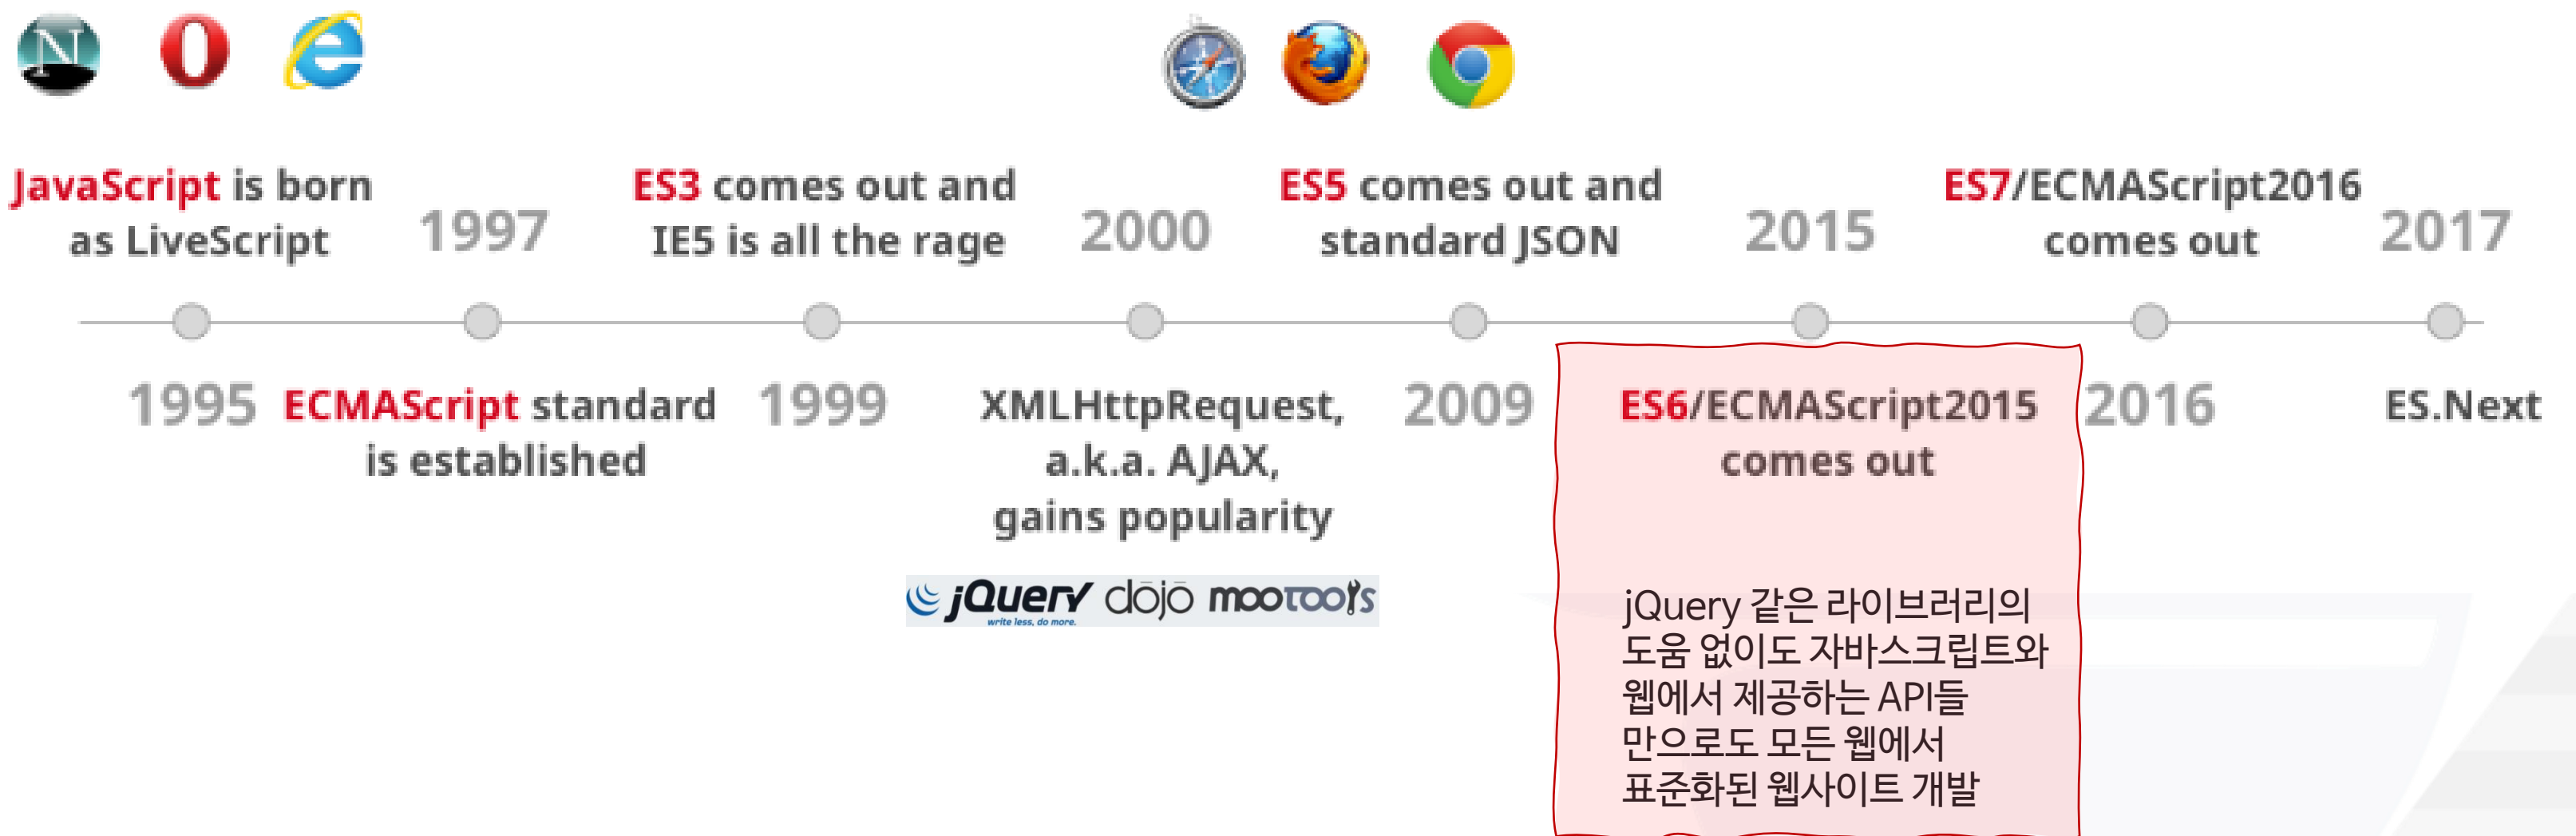 JavaScript is born
as LiveScript
1997
ES3 comes out and
IE5 is all the rage
2000
ES5 comes out and
standard JSON
2015
ES7/ECMAScript2016
comes out
2017
1995
ECMAScript standard
is established
1999
XMLHttpRequest,
a.k.a. AJAX,
gains popularity
2009
ES6/ECMAScript2015
comes out
2016
ES.Next
jQuery
write less, do more.
dōjō
mootools
jQuery 같은 라이브러리의
도움 없이도 자바스크립트와
웹에서 제공하는 API들
만으로도 모든 웹에서
표준화된 웹사이트 개발